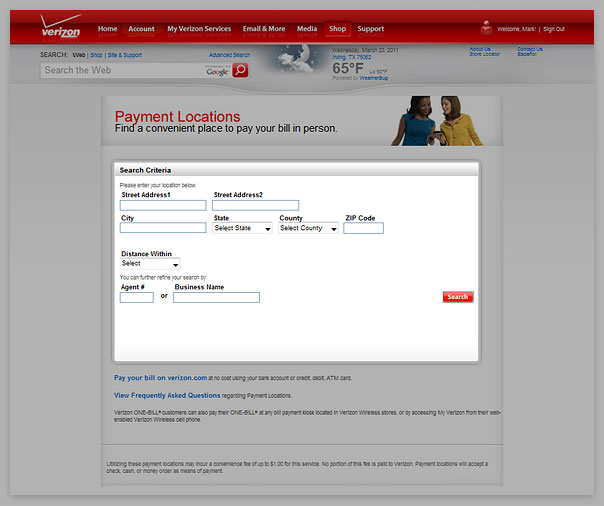 verizon
Home Account My Verizon Services Email & More Media Shop Support
Welcome, Mark! | Sign Out
SEARCH: Web | Shop | Site & Support Advanced Search
Search the Web
Google
Wednesday, March 23, 2011
Irving, TX 75062
65°F Lo 50°F
Powered by WeatherBug
About Us Contact Us
Store Locator Español
Payment Locations
Find a convenient place to pay your bill in person.
Search Criteria
Please enter your location below:
Street Address1 Street Address2
City State County ZIP Code
Select State Select County
Distance Within
Select
You can further refine your search by:
Agent # or Business Name
Search
Pay your bill on verizon.com at no cost using your bank account or credit, debit, ATM card.
View Frequently Asked Questions regarding Payment Locations.
Verizon ONE-BILL® customers can also pay their ONE-BILL® at any bill payment kiosk located in Verizon Wireless stores, or by accessing My Verizon from their web-
enabled Verizon Wireless cell phone.
Utilizing these payment locations may incur a convenience fee of up to $1.00 for this service. No portion of this fee is paid to Verizon. Payment locations will accept a
check, cash, or money order as means of payment.